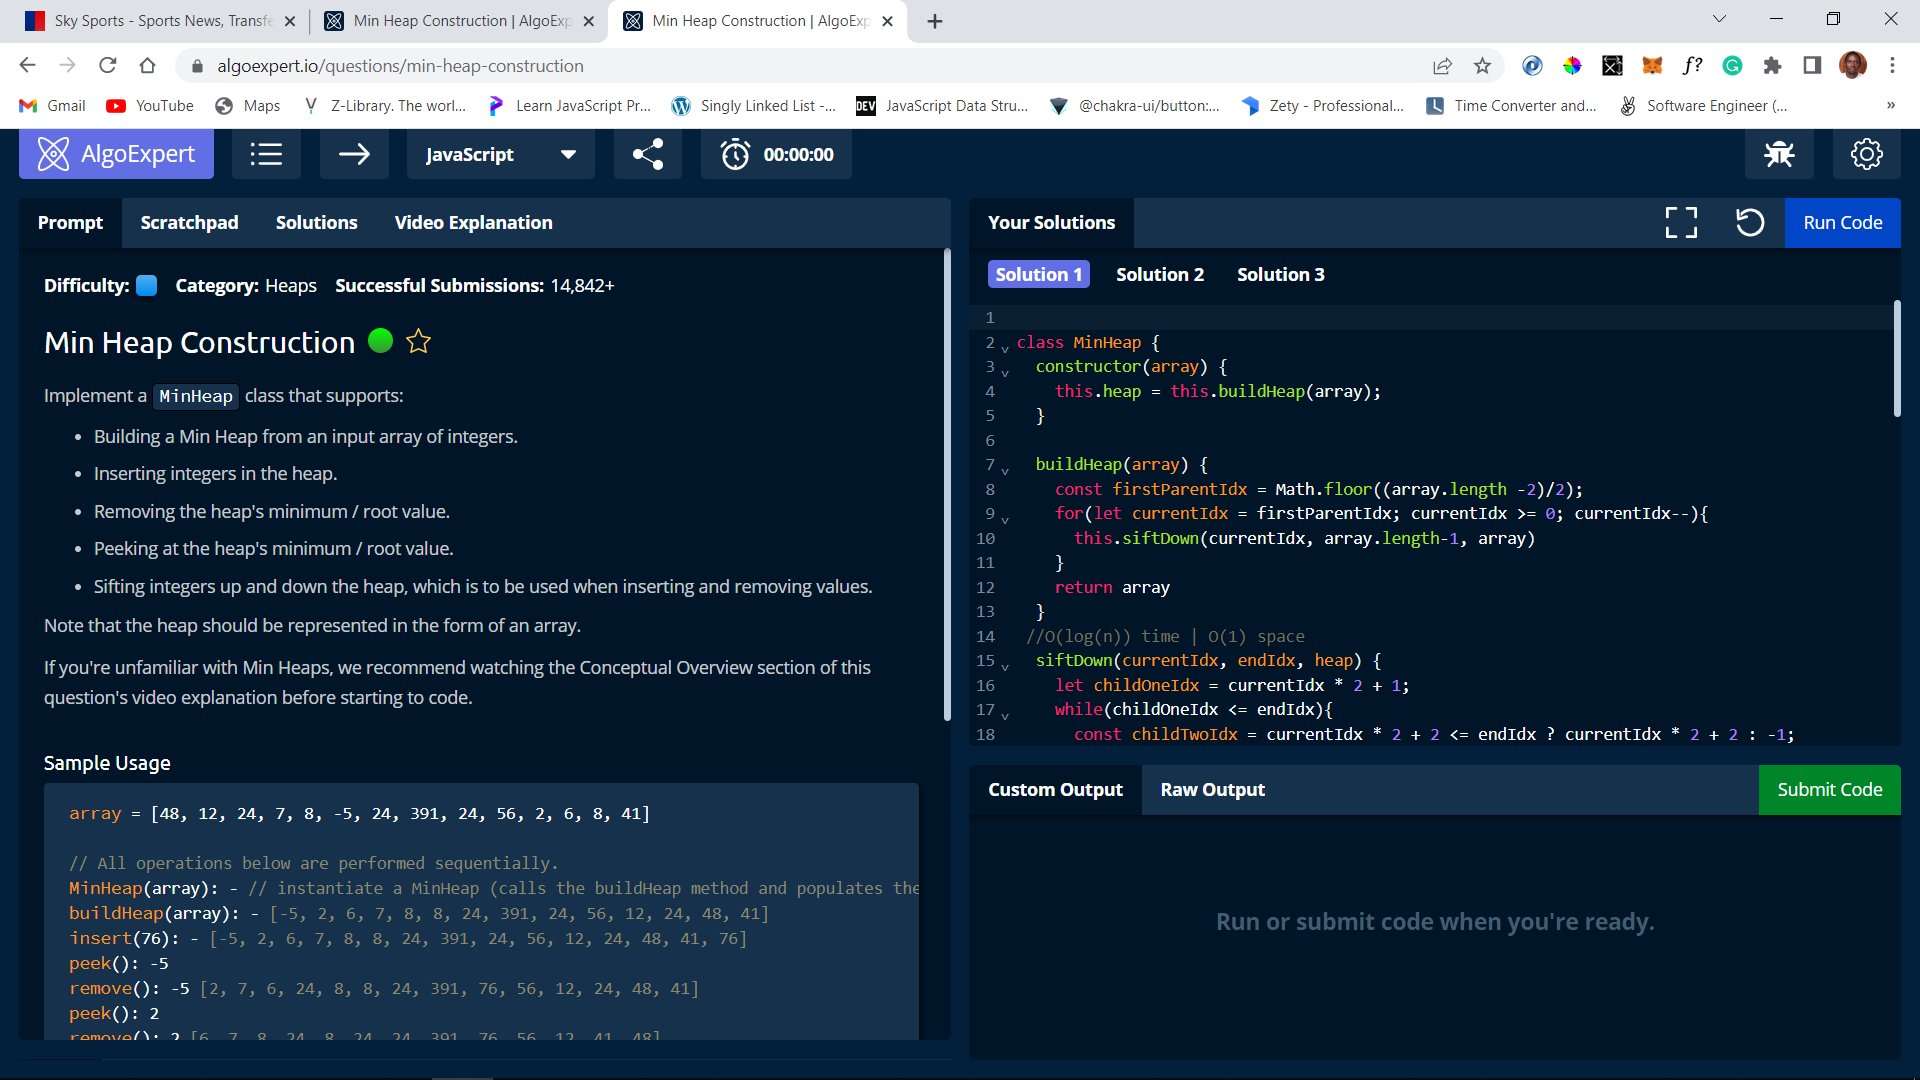 Sky Sports - Sports News, Transfe
Min Heap Construction | AlgoExp
Min Heap Construction | AlgoExp
algoexpert.io/questions/min-heap-construction
f?
Gmail
YouTube
Maps
Z-Library. The worl...
Learn JavaScript Pr...
Singly Linked List -...
DEV
JavaScript Data Stru...
@chakra-ui/button:...
Zety - Professional...
Time Converter and...
Software Engineer (...
»
AlgoExpert
JavaScript
00:00:00
Prompt
Scratchpad
Solutions
Video Explanation
Difficulty:
Category: Heaps
Successful Submissions: 14,842+
Min Heap Construction
Implement a MinHeap class that supports:
• Building a Min Heap from an input array of integers.
• Inserting integers in the heap.
• Removing the heap's minimum / root value.
• Peeking at the heap's minimum / root value.
• Sifting integers up and down the heap, which is to be used when inserting and removing values.
Note that the heap should be represented in the form of an array.
If you're unfamiliar with Min Heaps, we recommend watching the Conceptual Overview section of this
question's video explanation before starting to code.
Sample Usage
array = [48, 12, 24, 7, 8, -5, 24, 391, 24, 56, 2, 6, 8, 41]
// All operations below are performed sequentially.
MinHeap(array): - // instantiate a MinHeap (calls the buildHeap method and populates the
buildHeap(array): - [-5, 2, 6, 7, 8, 8, 24, 391, 24, 56, 12, 24, 48, 41]
insert(76): - [-5, 2, 6, 7, 8, 8, 24, 391, 24, 56, 12, 24, 48, 41, 76]
peek(): -5
remove(): -5 [2, 7, 6, 24, 8, 8, 24, 391, 76, 56, 12, 24, 48, 41]
peek(): 2
remove(): 2 [6, 7, 8, 24, 8, 24, 24, 391, 76, 56, 12, 41, 48]
Your Solutions
Run Code
Solution 1
Solution 2
Solution 3
1
2 class MinHeap {
3 constructor(array) {
4 this.heap = this.buildHeap(array);
5 }
6
7 buildHeap(array) {
8 const firstParentIdx = Math.floor((array.length -2)/2);
9 for(let currentIdx = firstParentIdx; currentIdx >= 0; currentIdx--){
10 this.siftDown(currentIdx, array.length-1, array)
11 }
12 return array
13 }
14 //O(log(n)) time | O(1) space
15 siftDown(currentIdx, endIdx, heap) {
16 let childOneIdx = currentIdx * 2 + 1;
17 while(childOneIdx <= endIdx){
18 const childTwoIdx = currentIdx * 2 + 2 <= endIdx ? currentIdx * 2 + 2 : -1;
Custom Output
Raw Output
Submit Code
Run or submit code when you're ready.